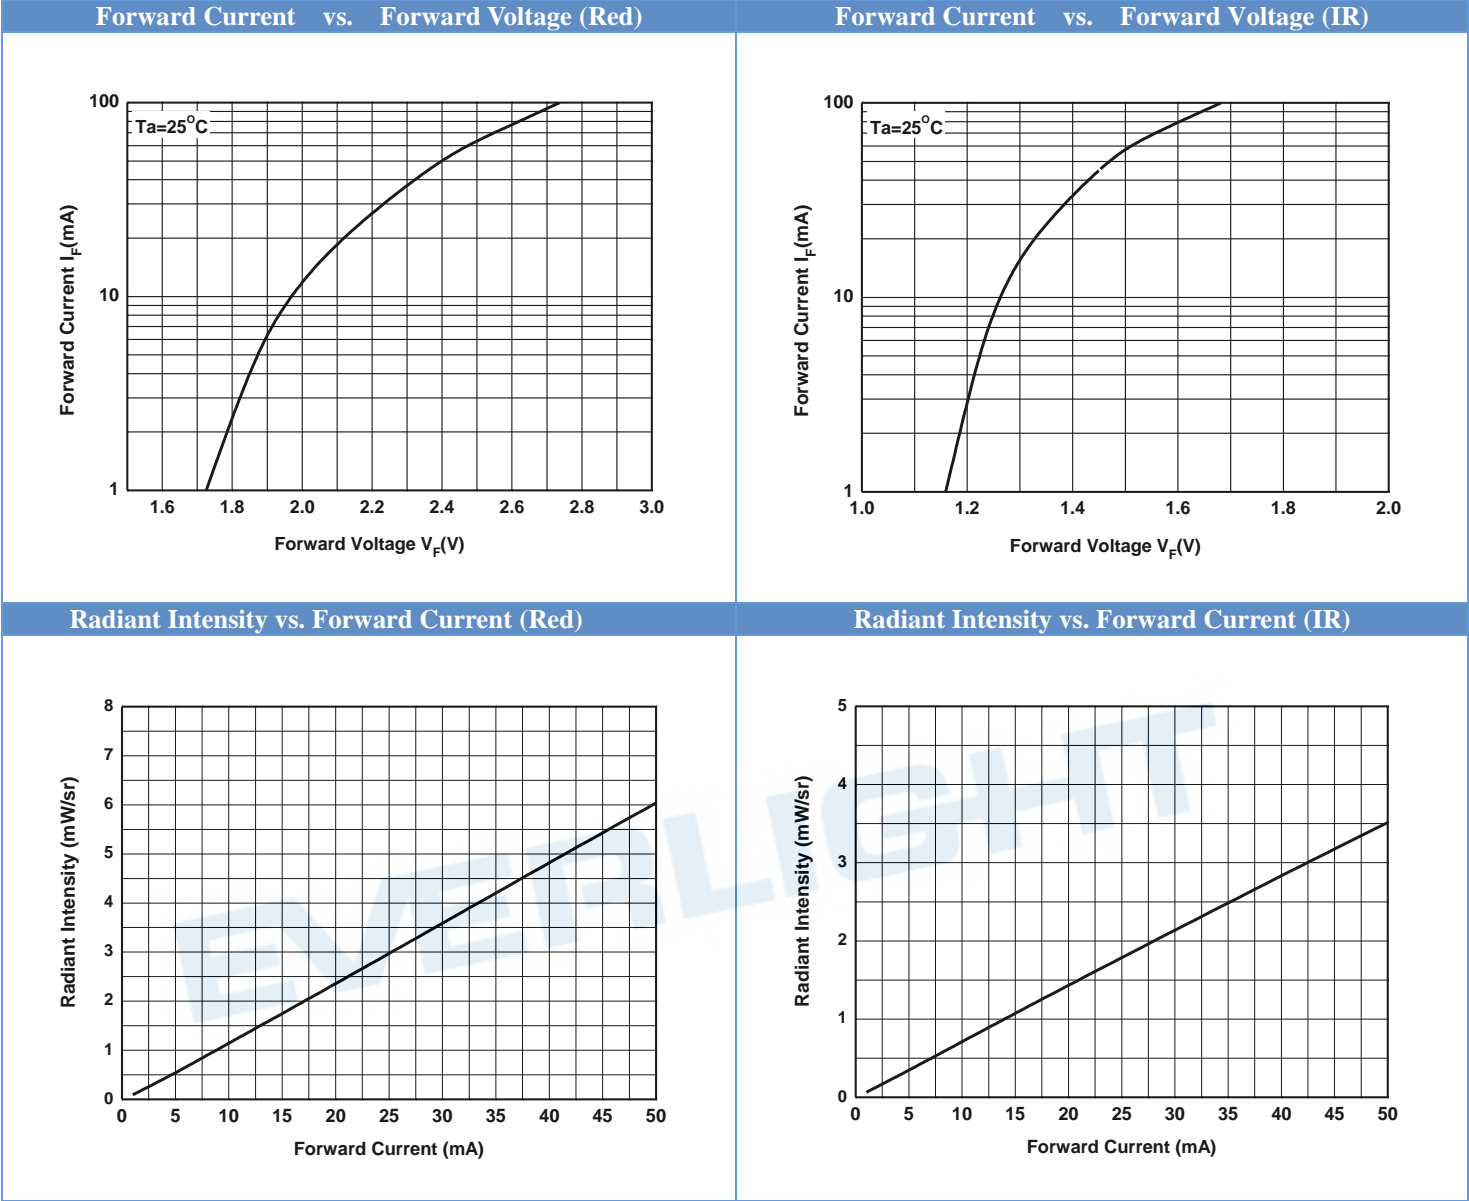 Forward Current vs. Forward Voltage (Red)
Forward Current vs. Forward Voltage (IR)
100
10
1
Ta=25°C
Forward Current IF(mA)
1.6 1.8 2.0 2.2 2.4 2.6 2.8 3.0
Forward Voltage VF(V)
100
10
1
Ta=25°C
Forward Current IF(mA)
1.0 1.2 1.4 1.6 1.8 2.0
Forward Voltage VF(V)
Radiant Intensity vs. Forward Current (Red)
Radiant Intensity vs. Forward Current (IR)
8
7
6
5
4
3
2
1
0
Radiant Intensity (mW/sr)
0 5 10 15 20 25 30 35 40 45 50
Forward Current (mA)
5
4
3
2
1
0
Radiant Intensity (mW/sr)
0 5 10 15 20 25 30 35 40 45 50
Forward Current (mA)
EVERLIGHT